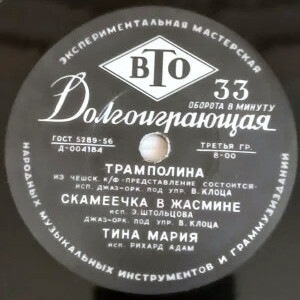 ЭКСПЕРИМЕНТАЛЬНАЯ МАСТЕРСКАЯ
ВТО
33
ОБОРОТА В МИНУТУ
Долгоиграющая
ГОСТ 5289-56
Д-004184
ТРЕТЬЯ ГР.
8-00
ТРАМПОЛИНА
ИЗ ЧЕШСК. К/Ф „ПРЕДСТАВЛЕНИЕ СОСТОИТСЯ“
ИСП. ДЖАЗ-ОРК. ПОД УПР. В. КЛОЦА
СКАМЕЕЧКА В ЖАСМИНЕ
ИСП. Э. ШТОЛЬЦОВА
ДЖАЗ-ОРК. ПОД УПР. В. КЛОЦА
ТИНА МАРИЯ
ИСП. РИХАРД АДАМ
НАРОДНЫХ МУЗЫКАЛЬНЫХ ИНСТРУМЕНТОВ И ГРАММУЗИЗДАНИИ